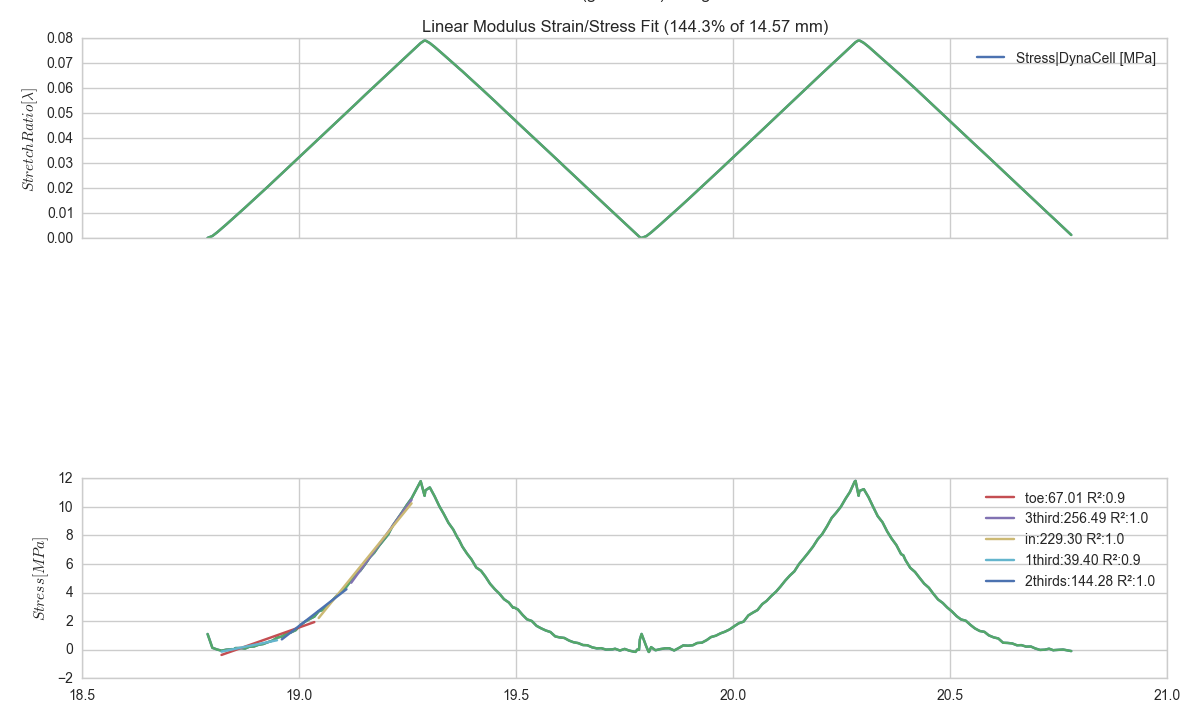 Linear Modulus Strain/Stress Fit (144.3% of 14.57 mm)
0.08
0.07
0.06
0.05
0.04
0.03
0.02
0.01
0.00
StretchRatio[λ]
Stress|DynaCell [MPa]
12
10
8
6
4
2
0
−2
Stress[MPa]
toe:67.01 R²:0.9
3third:256.49 R²:1.0
in:229.30 R²:1.0
1third:39.40 R²:0.9
2thirds:144.28 R²:1.0
18.5 19.0 19.5 20.0 20.5 21.0